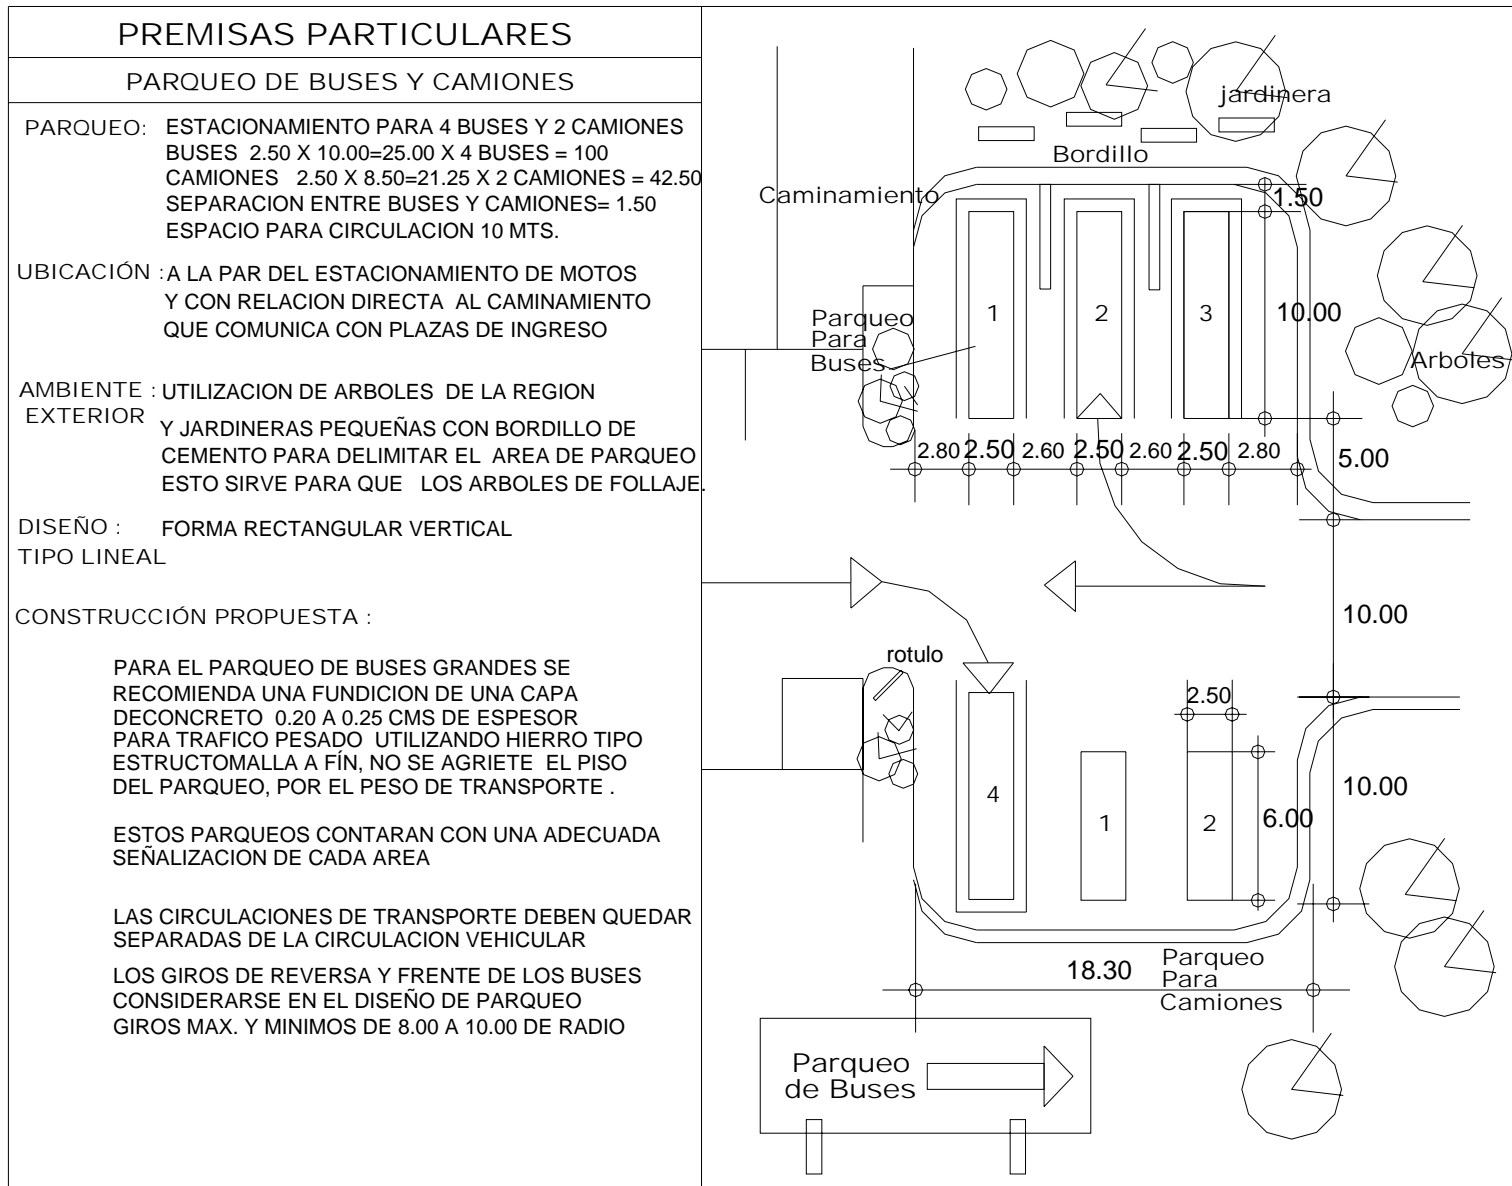 PREMISAS PARTICULARES
PARQUEO DE BUSES Y CAMIONES
PARQUEO: ESTACIONAMIENTO PARA 4 BUSES Y 2 CAMIONES
BUSES 2.50 X 10.00=25.00 X 4 BUSES = 100
CAMIONES 2.50 X 8.50=21.25 X 2 CAMIONES = 42.50
SEPARACION ENTRE BUSES Y CAMIONES= 1.50
ESPACIO PARA CIRCULACION 10 MTS.
UBICACIÓN : A LA PAR DEL ESTACIONAMIENTO DE MOTOS
Y CON RELACION DIRECTA AL CAMINAMIENTO
QUE COMUNICA CON PLAZAS DE INGRESO
AMBIENTE : UTILIZACION DE ARBOLES DE LA REGION
EXTERIOR
Y JARDINERAS PEQUEÑAS CON BORDILLO DE
CEMENTO PARA DELIMITAR EL AREA DE PARQUEO
ESTO SIRVE PARA QUE LOS ARBOLES DE FOLLAJE.
DISEÑO : FORMA RECTANGULAR VERTICAL
TIPO LINEAL
CONSTRUCCIÓN PROPUESTA :
PARA EL PARQUEO DE BUSES GRANDES SE
RECOMIENDA UNA FUNDICION DE UNA CAPA
DECONCRETO 0.20 A 0.25 CMS DE ESPESOR
PARA TRAFICO PESADO UTILIZANDO HIERRO TIPO
ESTRUCTOMALLA A FÍN, NO SE AGRIETE EL PISO
DEL PARQUEO, POR EL PESO DE TRANSPORTE .
ESTOS PARQUEOS CONTARAN CON UNA ADECUADA
SEÑALIZACION DE CADA AREA
LAS CIRCULACIONES DE TRANSPORTE DEBEN QUEDAR
SEPARADAS DE LA CIRCULACION VEHICULAR
LOS GIROS DE REVERSA Y FRENTE DE LOS BUSES
CONSIDERARSE EN EL DISEÑO DE PARQUEO
GIROS MAX. Y MINIMOS DE 8.00 A 10.00 DE RADIO
jardinera
Bordillo
Caminamiento
1.50
Parqueo
Para
Buses
1
2
3
10.00
Arboles
2.80 2.50 2.60 2.50 2.60 2.50 2.80
5.00
10.00
rotulo
2.50
4
1
2
6.00
10.00
18.30
Parqueo
Para
Camiones
Parqueo
de Buses